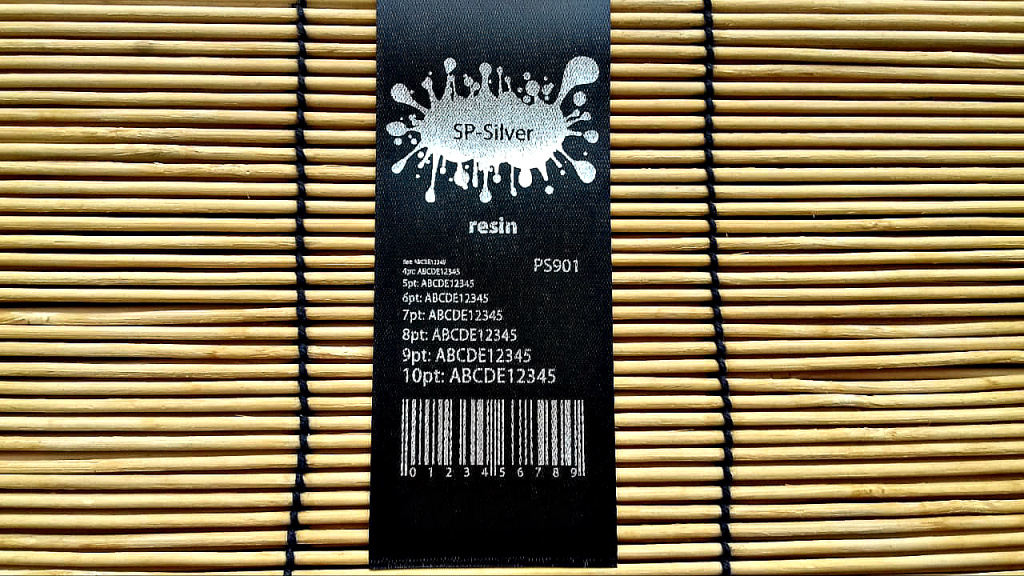 SP-Silver
resin
PS901
4pt: ABCDE12345
5pt: ABCDE12345
6pt: ABCDE12345
7pt: ABCDE12345
8pt: ABCDE12345
9pt: ABCDE12345
10pt: ABCDE12345
0 1 2 3 4 5 6 7 8 9